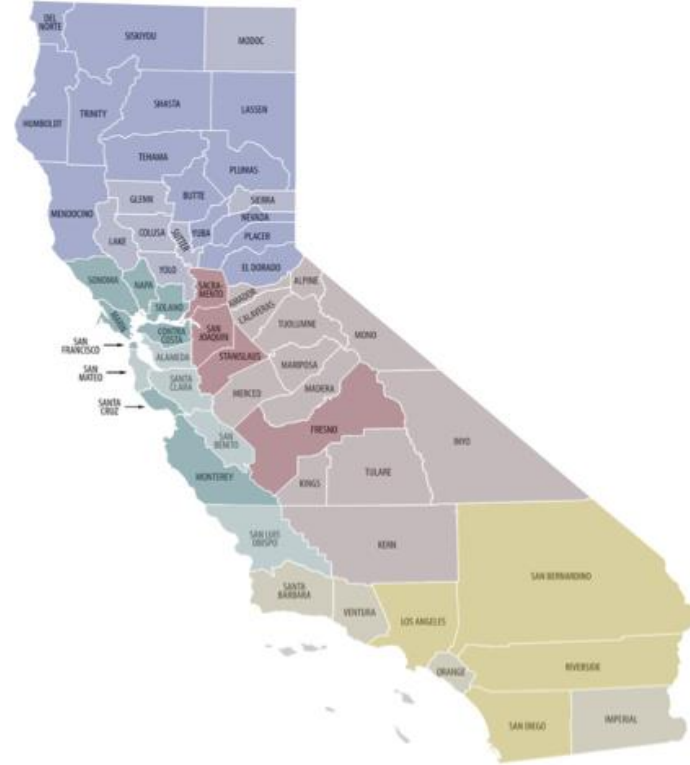 DEL
NORTE
SISKIYOU
MODOC
HUMBOLDT
TRINITY
SHASTA
LASSEN
TEHAMA
PLUMAS
MENDOCINO
GLENN
BUTTE
SIERRA
NEVADA
LAKE
COLUSA
SUTTER
YUBA
PLACER
YOLO
EL DORADO
SONOMA
NAPA
SACRA-
MENTO
ALPINE
AMADOR
SOLANO
CALAVERAS
MARIN
CONTRA
COSTA
SAN
JOAQUIN
TUOLUMNE
MONO
SAN
FRANCISCO
ALAMEDA
STANISLAUS
MARIPOSA
SAN
MATEO
SANTA
CLARA
MERCED
MADERA
SANTA
CRUZ
FRESNO
SAN
BENITO
INYO
MONTEREY
KINGS
TULARE
SAN LUIS
OBISPO
KERN
SAN BERNARDINO
SANTA
BARBARA
VENTURA
LOS ANGELES
ORANGE
RIVERSIDE
SAN DIEGO
IMPERIAL